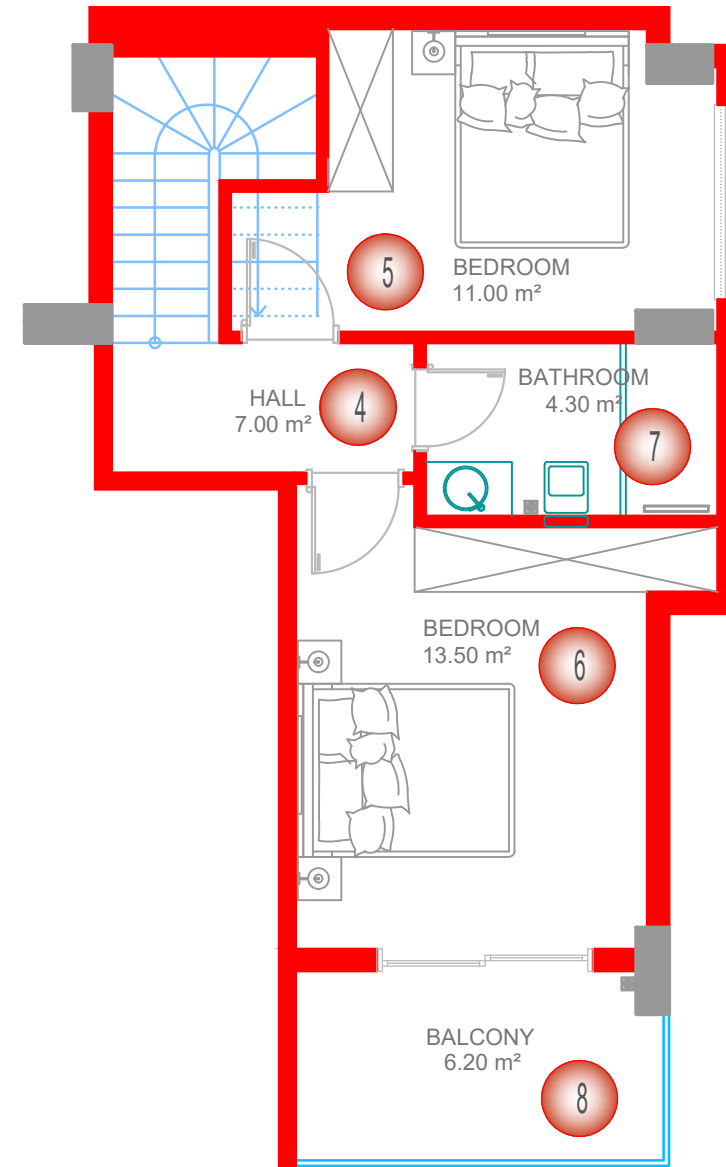 5
BEDROOM
11.00 m²
HALL
7.00 m²
4
BATHROOM
4.30 m²
7
BEDROOM
13.50 m²
6
BALCONY
6.20 m²
8